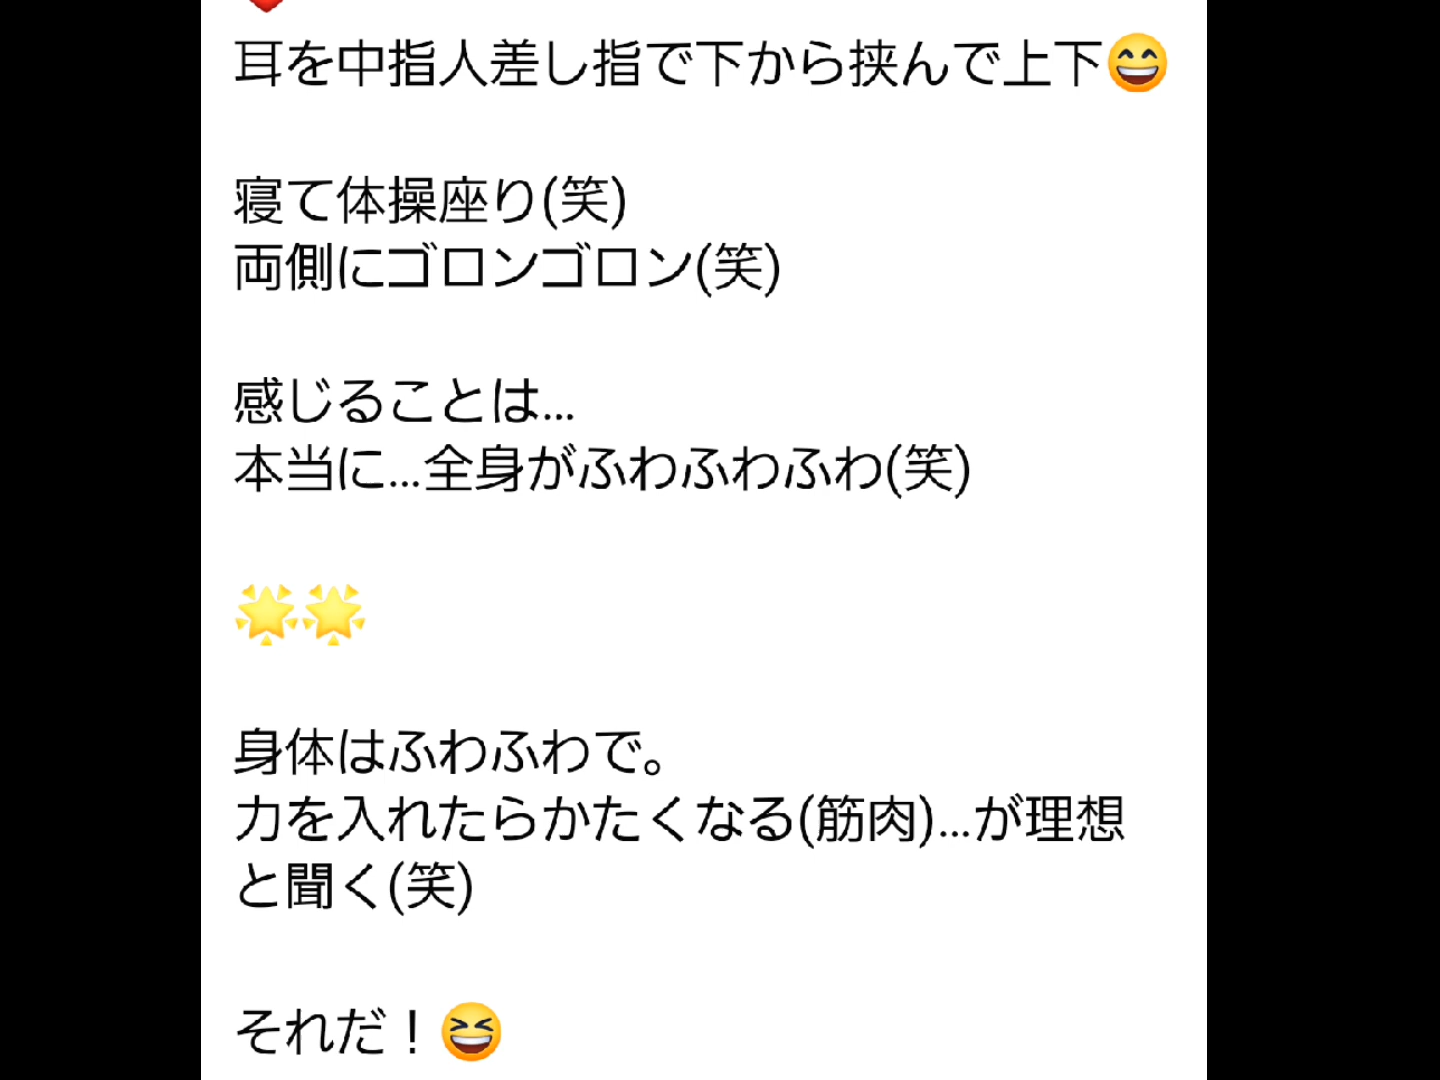 耳を中指人差し指で下から挟んで上下😄
寝て体操座り(笑)
両側にゴロンゴロン(笑)
感じることは…
本当に…全身がふわふわふわ(笑)
🌟🌟
身体はふわふわで。
力を入れたらかたくなる(筋肉)…が理想
と聞く(笑)
それだ！😆